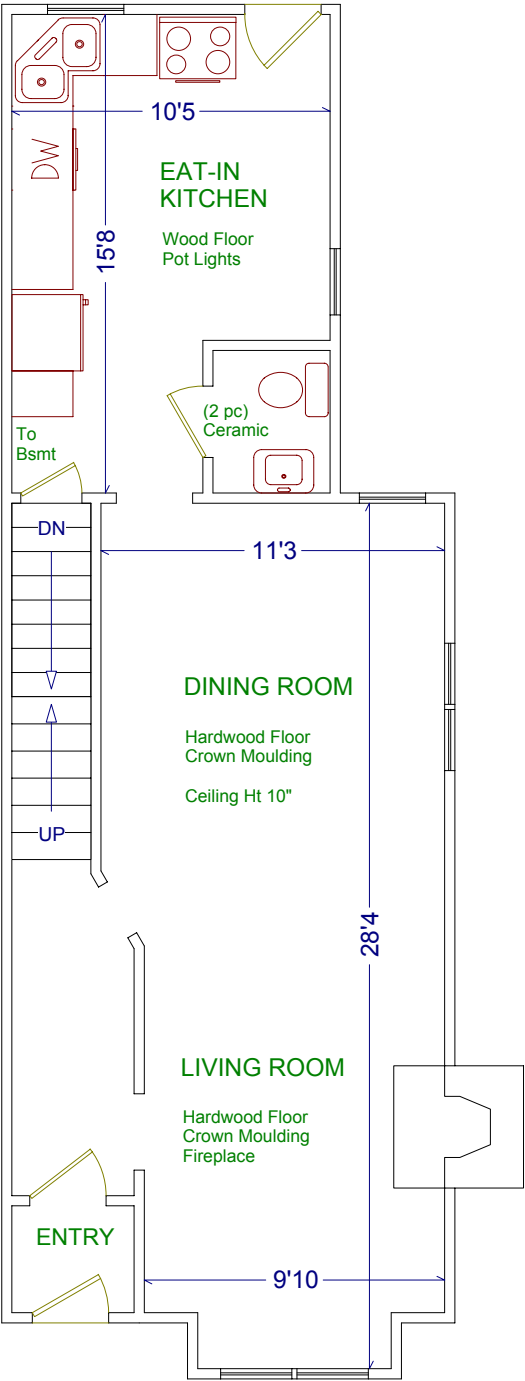 10'5
DW
EAT-IN
KITCHEN
15'8
Wood Floor
Pot Lights
(2 pc)
Ceramic
To
Bsmt
DN
11'3
DINING ROOM
Hardwood Floor
Crown Moulding
Ceiling Ht 10"
UP
28'4
LIVING ROOM
Hardwood Floor
Crown Moulding
Fireplace
ENTRY
9'10